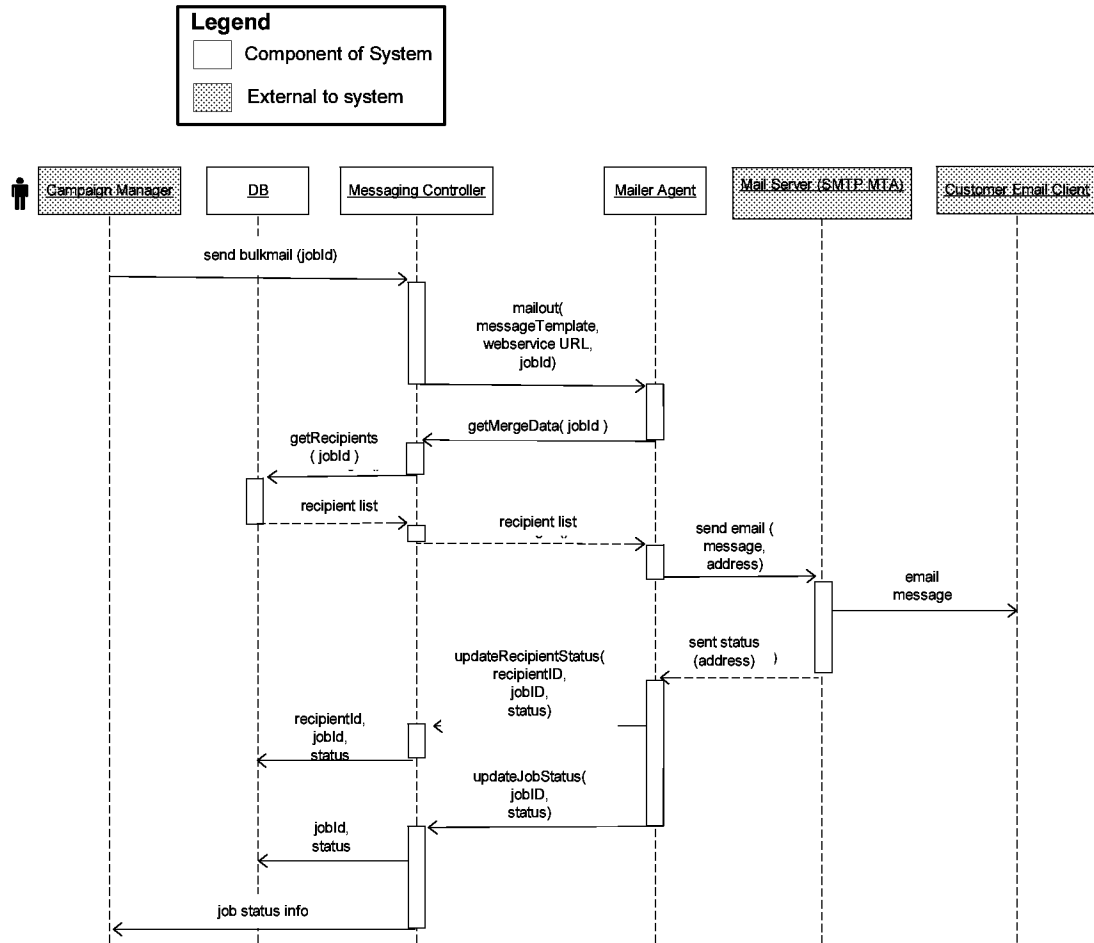 Legend
Component of System
External to system
Campaign Manager
DB
Messaging Controller
Mailer Agent
Mail Server (SMTP MTA)
Customer Email Client
send bulkmail (jobId)
mailout(
messageTemplate,
webservice URL,
jobId)
getMergeData( jobId )
getRecipients
( jobId )
recipient list
recipient list
send email (
message,
address)
email
message
sent status
(address) )
updateRecipientStatus(
recipientID,
jobID,
status)
recipientId,
jobId,
status
updateJobStatus(
jobID,
status)
jobId,
status
job status info